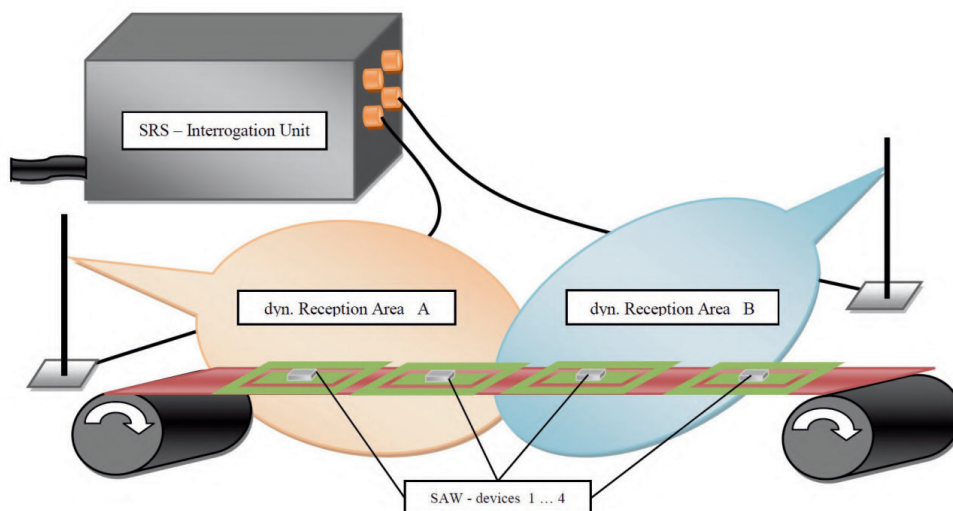 SRS – Interrogation Unit
dyn. Reception Area A
dyn. Reception Area B
SAW - devices 1 ... 4